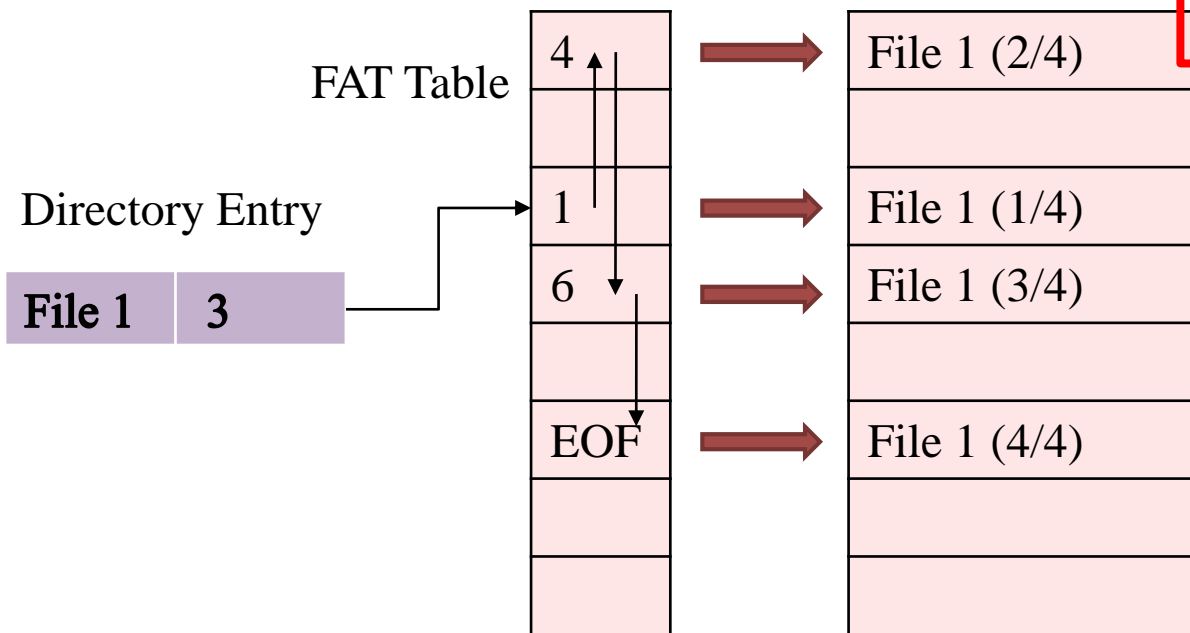 4
File 1 (2/4)
FAT Table
Directory Entry
1
File 1 (1/4)
File 1
3
6
File 1 (3/4)
EOF
File 1 (4/4)